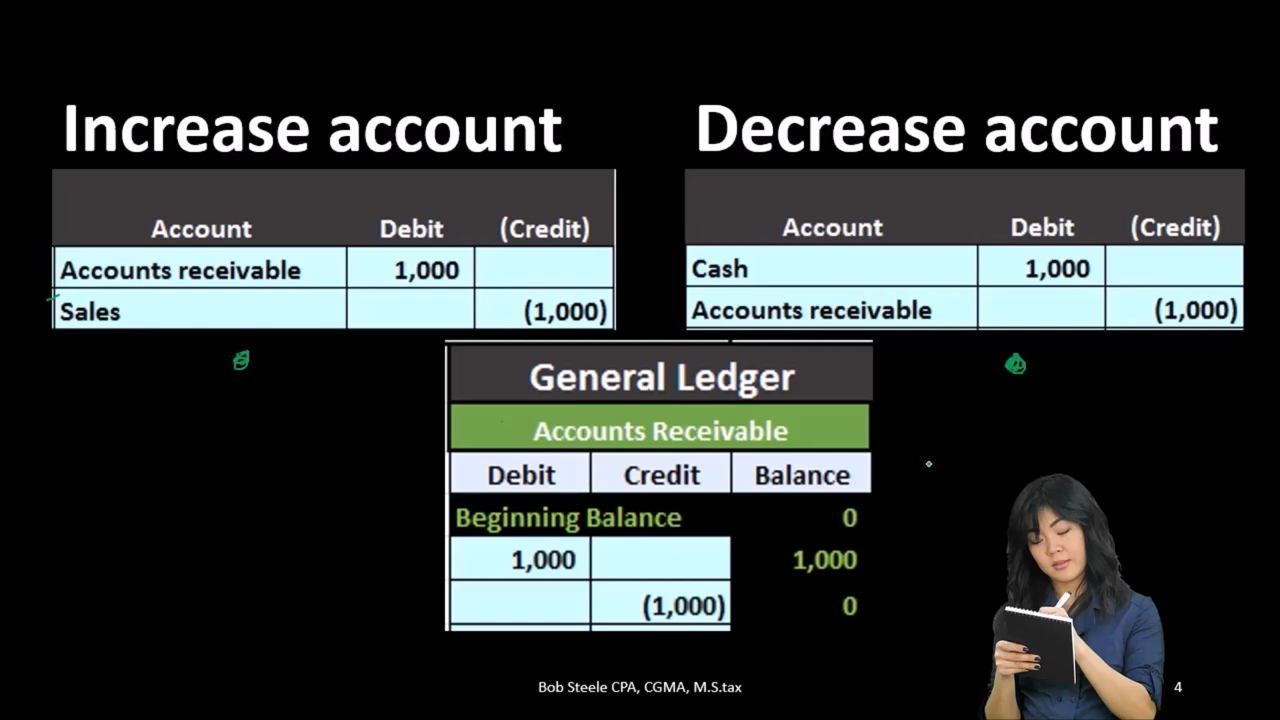 Increase account
Decrease account
Account Debit (Credit)
Accounts receivable 1,000
Sales (1,000)
Account Debit (Credit)
Cash 1,000
Accounts receivable (1,000)
General Ledger
Accounts Receivable
Debit Credit Balance
Beginning Balance 0
1,000 1,000
(1,000) 0
Bob Steele CPA, CGMA, M.S.tax
4